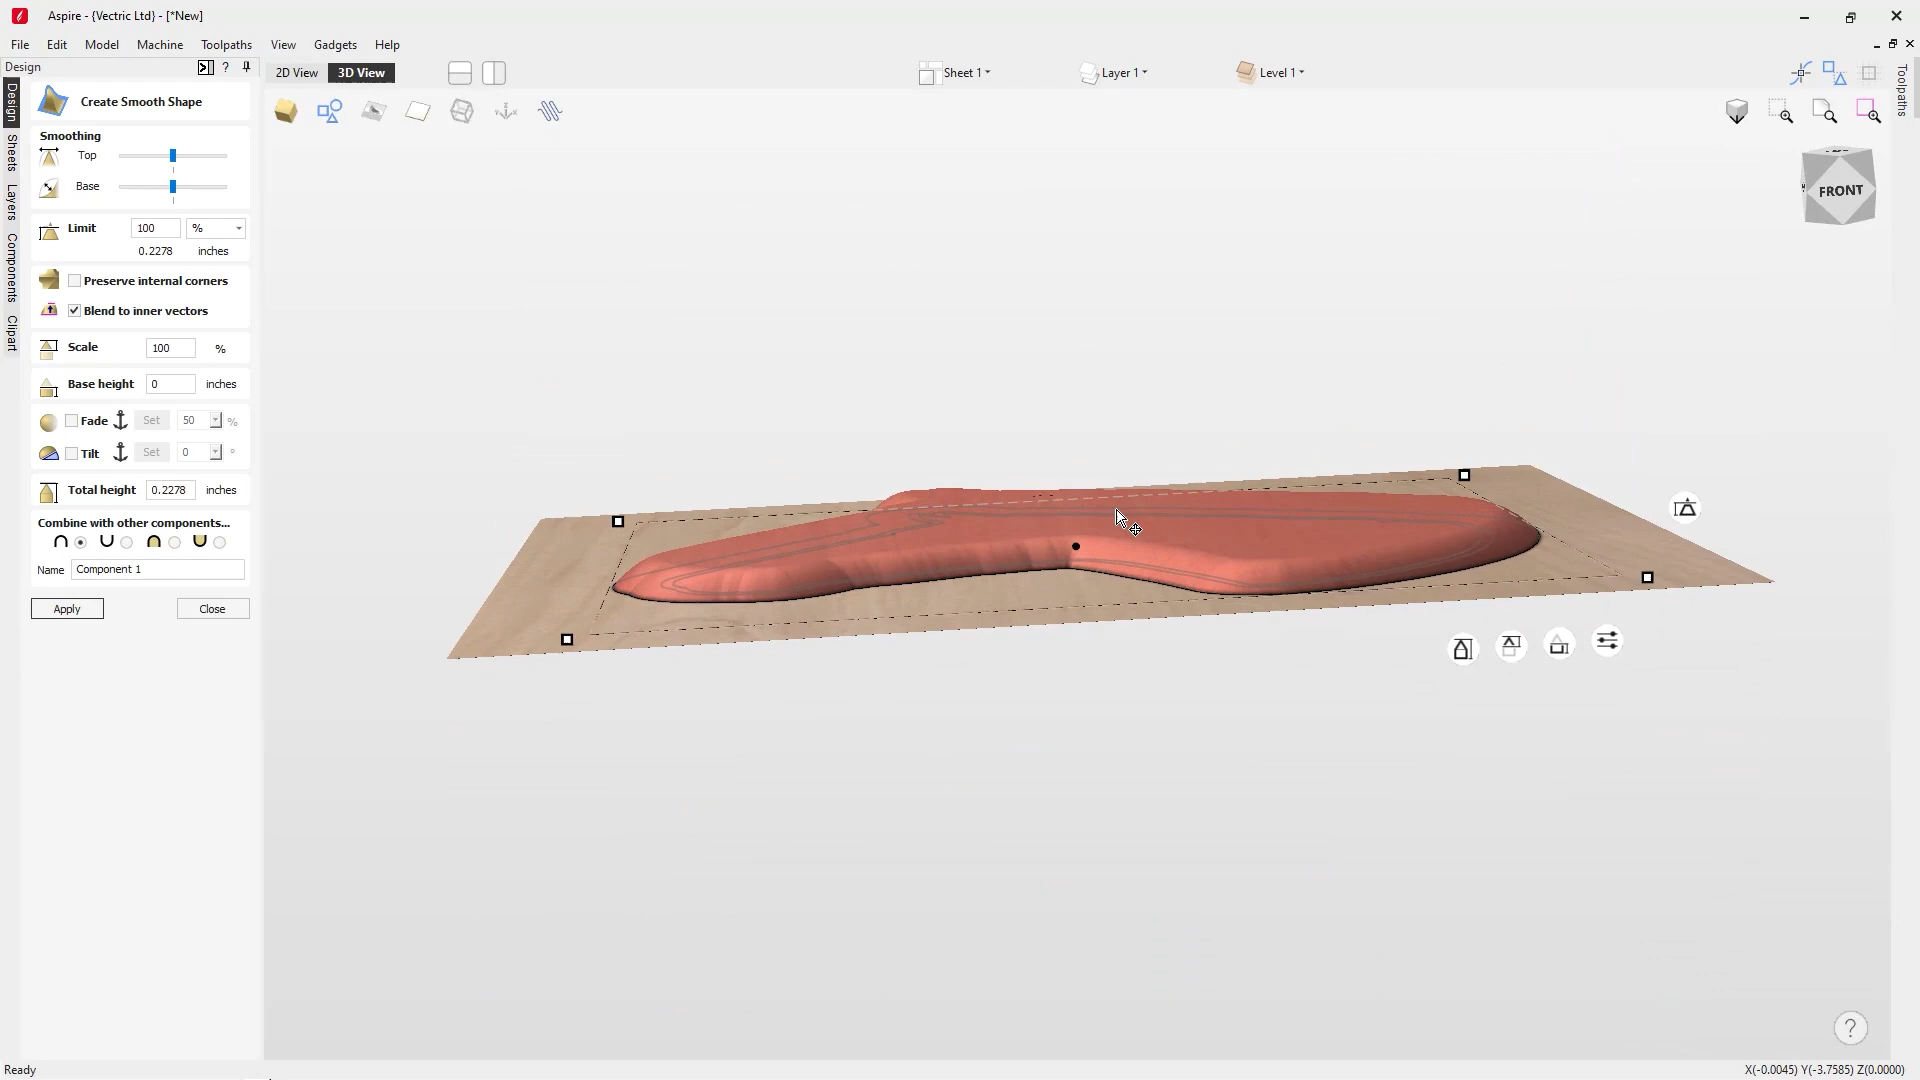 Aspire - {Vectric Ltd} - [*New]
File Edit Model Machine Toolpaths View Gadgets Help
Design ?
2D View 3D View Sheet 1 Layer 1 Level 1
Design
Sheets
Layers
Components
Clipart
Toolpaths
Create Smooth Shape
Smoothing
Top
Base
Limit 100 %
0.2278 inches
Preserve internal corners
Blend to inner vectors
Scale 100 %
Base height 0 inches
Fade Set 50 %
Tilt Set 0 °
Total height 0.2278 inches
Combine with other components...
Name Component 1
Apply Close
FRONT
?
Ready X(-0.0045) Y(-3.7585) Z(0.0000)